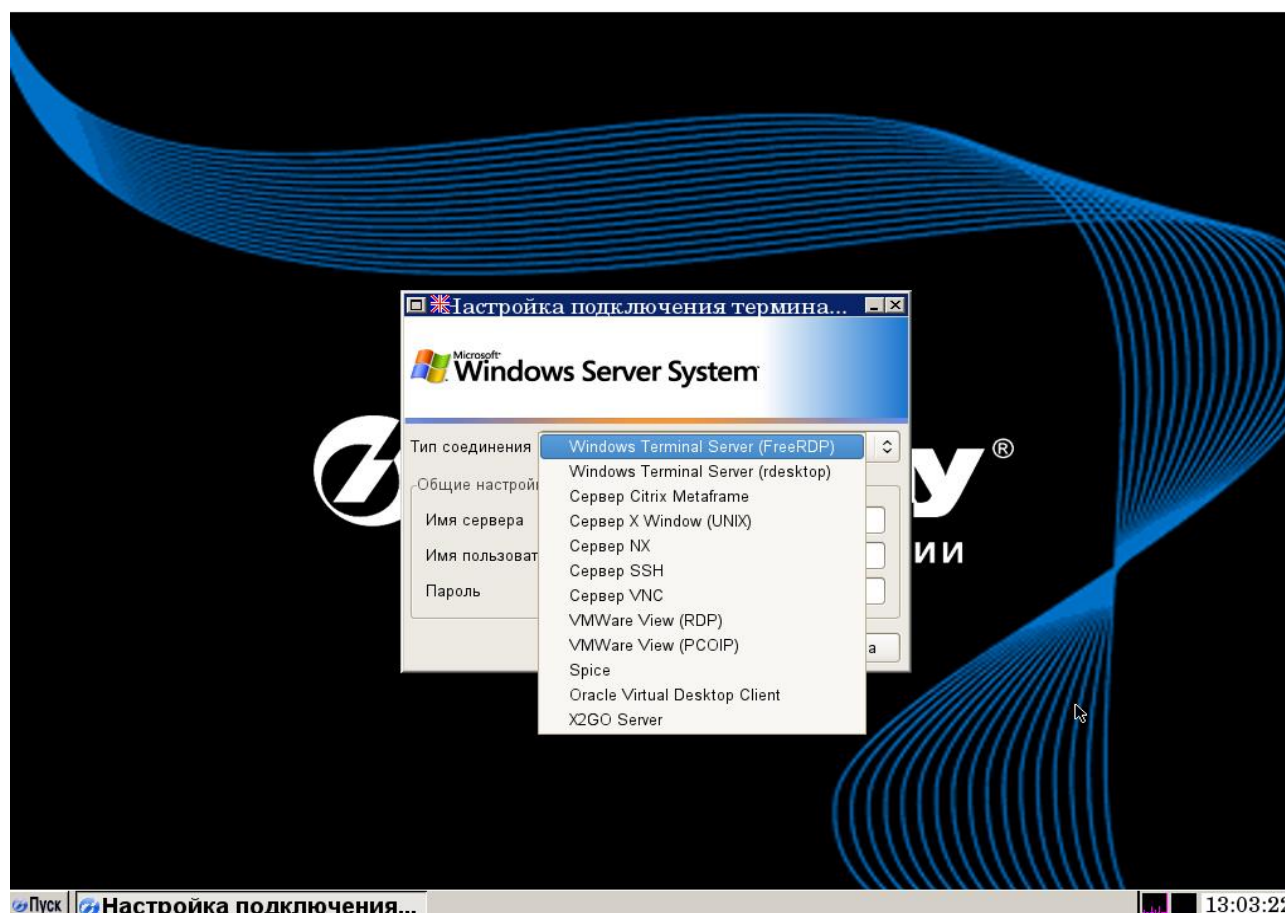 Настройка подключения термина...
Microsoft
Windows Server System
Тип соединения
Windows Terminal Server (FreeRDP)
Windows Terminal Server (rdesktop)
Сервер Citrix Metaframe
Сервер X Window (UNIX)
Сервер NX
Сервер SSH
Сервер VNC
VMWare View (RDP)
VMWare View (PCOIP)
Spice
Oracle Virtual Desktop Client
X2GO Server
Общие
Имя сервера
Имя
Пароль
а
®
ии
Пуск
Настройка подключения...
13:03:22